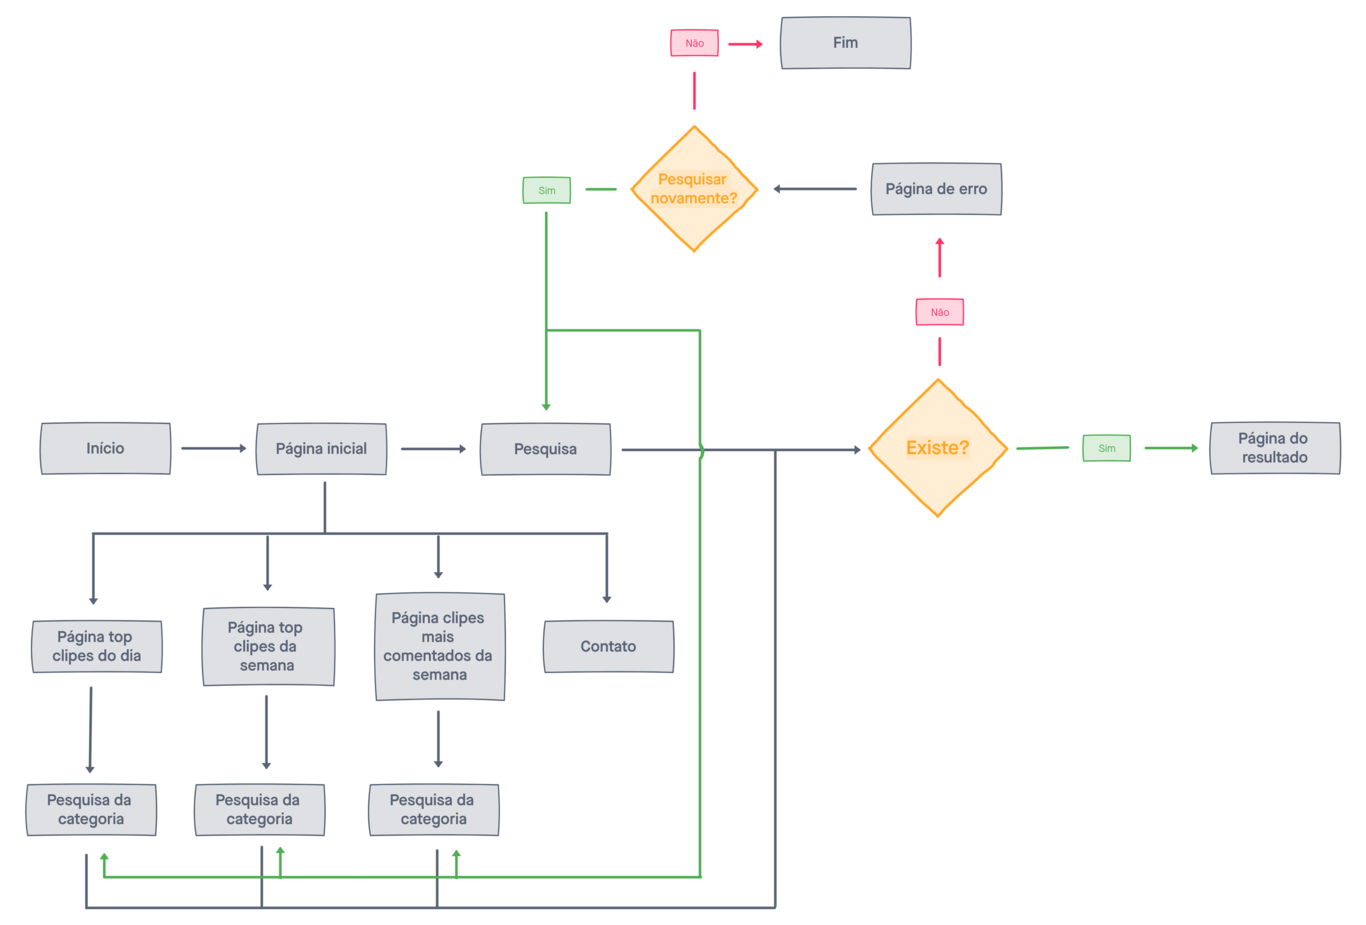 Não
Fim
Pesquisar
novamente?
Sim
Página de erro
Não
Início
Página inicial
Pesquisa
Existe?
Sim
Página do
resultado
Página top
clipes do dia
Página top
clipes da
semana
Página clipes
mais
comentados da
semana
Contato
Pesquisa da
categoria
Pesquisa da
categoria
Pesquisa da
categoria